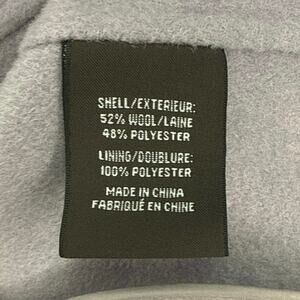 SHELL/EXTERIEUR:
52% WOOL/LAINE
48% POLYESTER
LINING/DOUBLURE:
100% POLYESTER
MADE IN CHINA
FABRIQUÉ EN CHINE